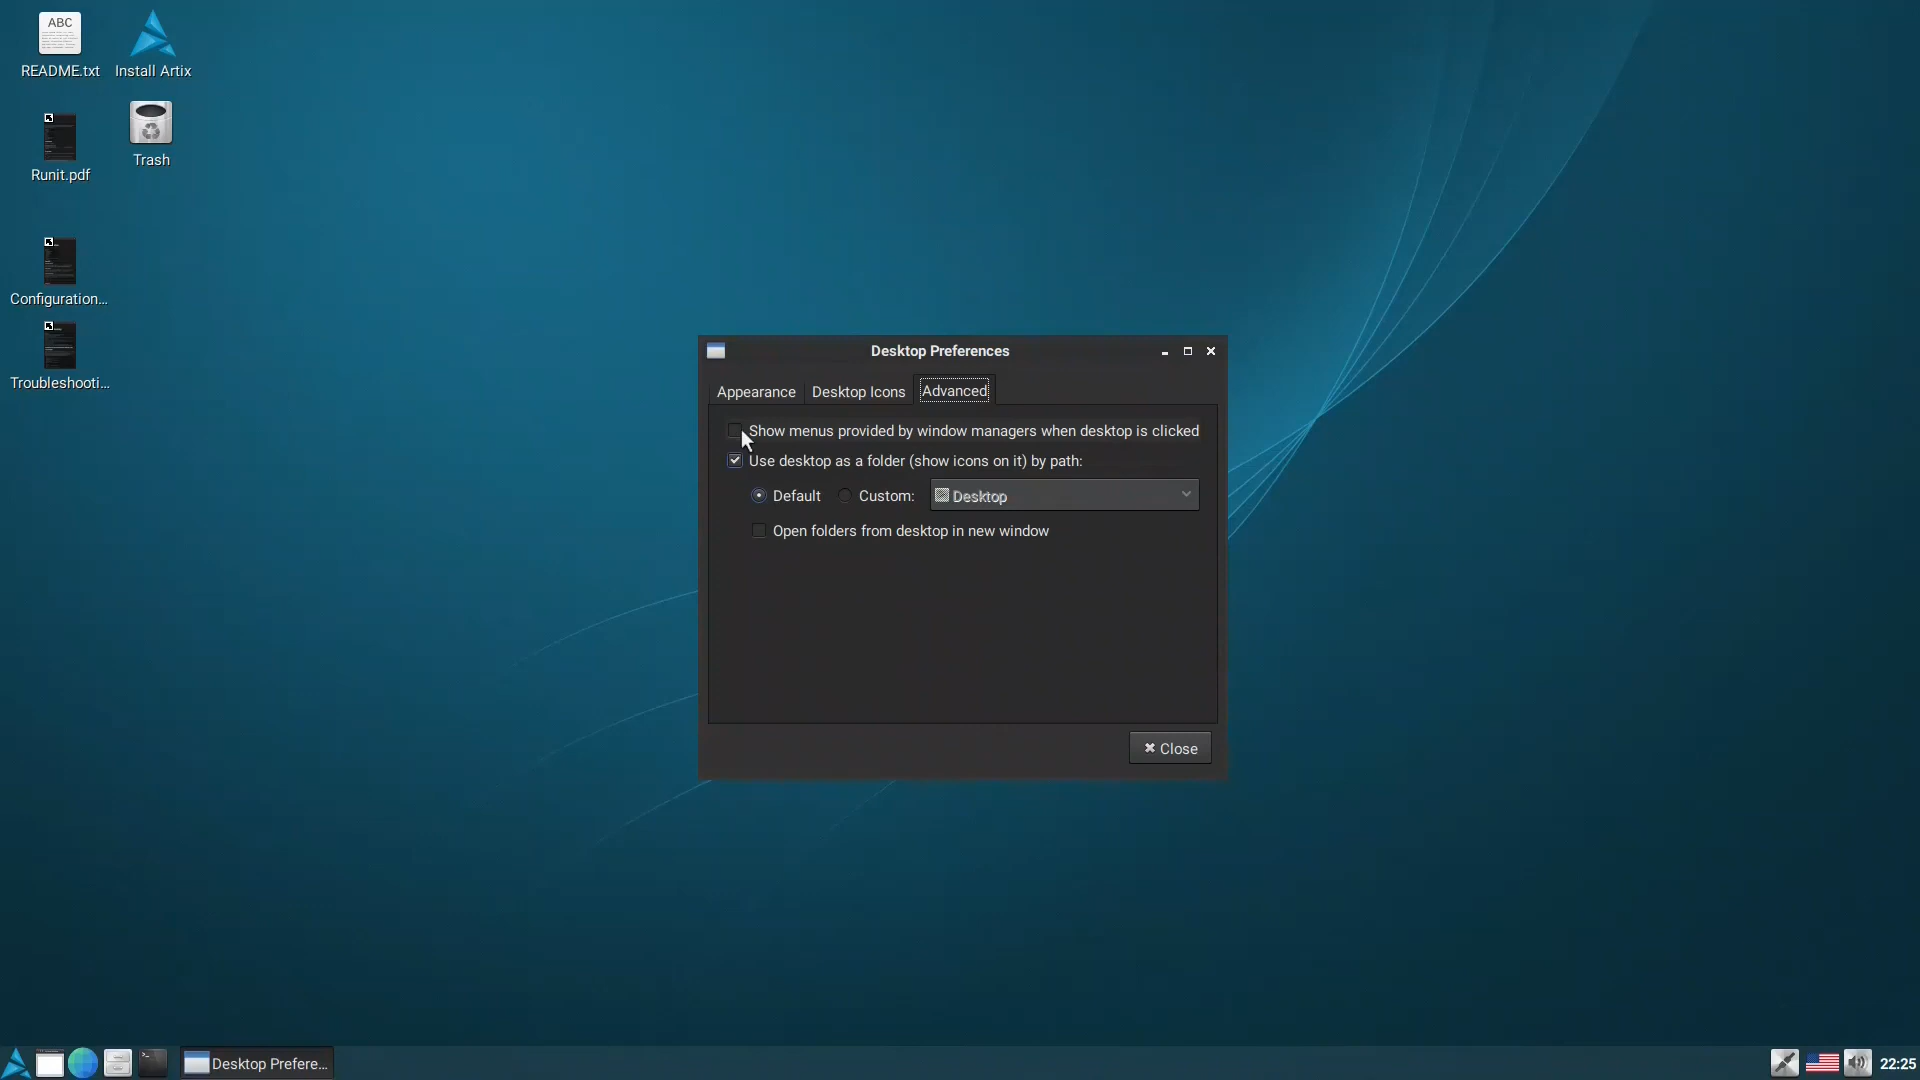 ABC
README.txt
Install Artix
Runit.pdf
Trash
Configuration...
Troubleshooti...
Desktop Preferences
Appearance
Desktop Icons
Advanced
Show menus provided by window managers when desktop is clicked
Use desktop as a folder (show icons on it) by path:
Default
Custom:
Desktop
Open folders from desktop in new window
Close
Desktop Prefere...
22:25